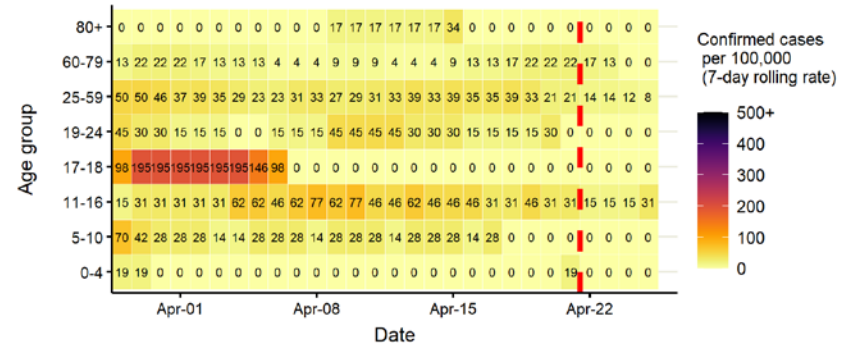 80+ 0 0 0 0 0 0 0 0 0 0 0 17 17 17 17 17 17 34 0 0 0 0 0 0 0 0 0 0
60-79 13 22 22 22 17 13 13 13 4 4 4 9 9 9 4 4 4 9 13 13 17 22 22 22 17 13 0 0
25-59 50 50 46 37 39 35 29 23 23 31 33 27 29 31 33 39 33 39 35 35 39 33 21 21 14 14 12 8
19-24 45 30 30 15 15 15 0 0 15 15 15 45 45 45 45 30 30 30 15 15 15 15 30 0 0 0 0 0
17-18 98 195 195 195 195 195 195 146 98 0 0 0 0 0 0 0 0 0 0 0 0 0 0 0 0 0 0 0
11-16 15 31 31 31 31 31 62 62 46 62 77 62 77 46 46 62 46 46 46 31 31 46 31 31 15 15 15 31
5-10 70 42 28 28 28 14 14 28 28 28 14 28 28 28 14 28 28 28 14 28 0 0 0 0 0 0 0 0
0-4 19 19 0 0 0 0 0 0 0 0 0 0 0 0 0 0 0 0 0 0 0 0 0 19 0 0 0 0
Apr-01 Apr-08 Apr-15 Apr-22
Date
Age group
Confirmed cases
per 100,000
(7-day rolling rate)
500+
400
300
200
100
0